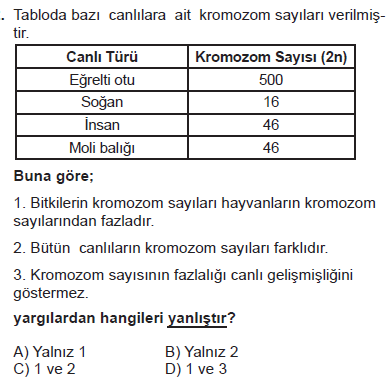 . Tabloda bazı canlılara ait kromozom sayıları verilmiş-
tir.
Canlı Türü Kromozom Sayısı (2n)
Eğrelti otu 500
Soğan 16
İnsan 46
Moli balığı 46
Buna göre;
1. Bitkilerin kromozom sayıları hayvanların kromozom
sayılarından fazladır.
2. Bütün canlıların kromozom sayıları farklıdır.
3. Kromozom sayısının fazlalığı canlı gelişmişliğini
göstermez.
yargılardan hangileri yanlıştır?
A) Yalnız 1 B) Yalnız 2
C) 1 ve 2 D) 1 ve 3